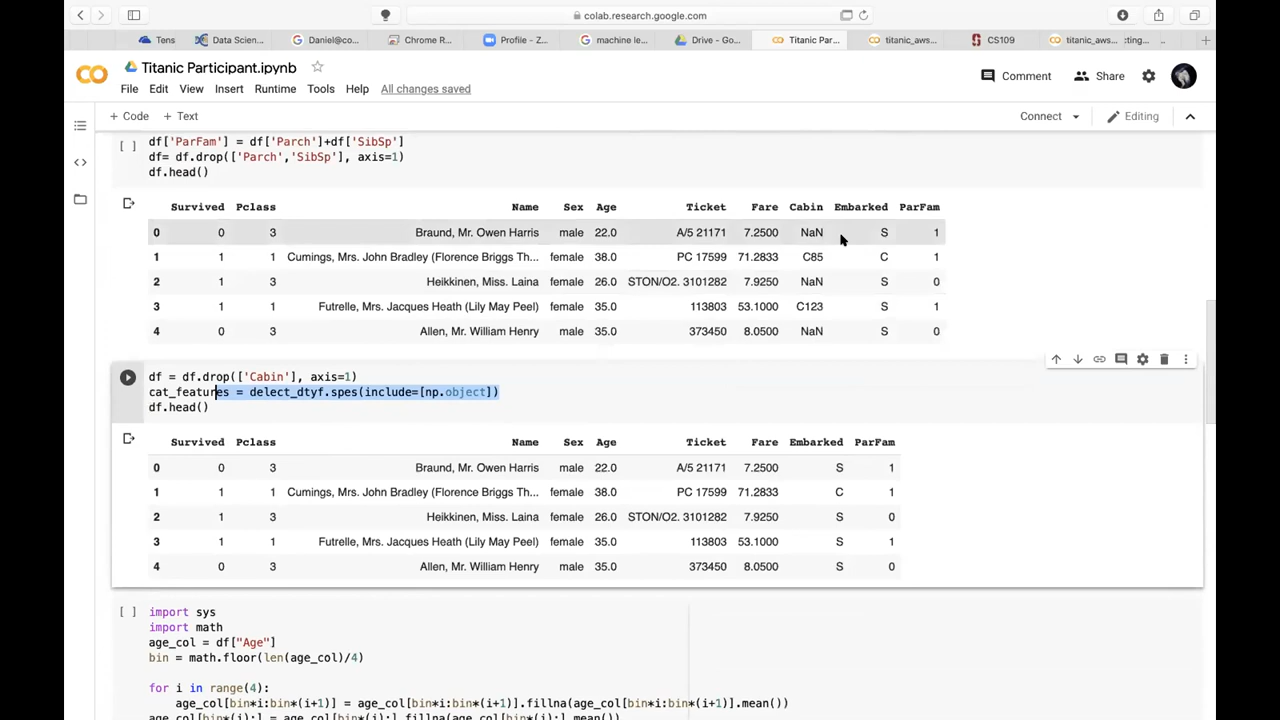 colab.research.google.com
Tens Data Scien... Daniel@co... Chrome R... Profile - Z... machine le... Drive - Go... Titanic Par... titanic_aws... CS109 titanic_aws... :ting... ..
CO Titanic Participant.ipynb
Comment Share
File Edit View Insert Runtime Tools Help All changes saved
+ Code + Text Connect Editing
[ ] df['ParFam'] = df['Parch']+df['SibSp']
df= df.drop(['Parch','SibSp'], axis=1)
df.head()
Survived Pclass Name Sex Age Ticket Fare Cabin Embarked ParFam
0 0 3 Braund, Mr. Owen Harris male 22.0 A/5 21171 7.2500 NaN S 1
1 1 1 Cumings, Mrs. John Bradley (Florence Briggs Th... female 38.0 PC 17599 71.2833 C85 C 1
2 1 3 Heikkinen, Miss. Laina female 26.0 STON/O2. 3101282 7.9250 NaN S 0
3 1 1 Futrelle, Mrs. Jacques Heath (Lily May Peel) female 35.0 113803 53.1000 C123 S 1
4 0 3 Allen, Mr. William Henry male 35.0 373450 8.0500 NaN S 0
df = df.drop(['Cabin'], axis=1)
cat_features = delect_dtyf.spes(include=[np.object])
df.head()
Survived Pclass Name Sex Age Ticket Fare Embarked ParFam
0 0 3 Braund, Mr. Owen Harris male 22.0 A/5 21171 7.2500 S 1
1 1 1 Cumings, Mrs. John Bradley (Florence Briggs Th... female 38.0 PC 17599 71.2833 C 1
2 1 3 Heikkinen, Miss. Laina female 26.0 STON/O2. 3101282 7.9250 S 0
3 1 1 Futrelle, Mrs. Jacques Heath (Lily May Peel) female 35.0 113803 53.1000 S 1
4 0 3 Allen, Mr. William Henry male 35.0 373450 8.0500 S 0
[ ] import sys
import math
age_col = df["Age"]
bin = math.floor(len(age_col)/4)
for i in range(4):
age_col[bin*i:bin*(i+1)] = age_col[bin*i:bin*(i+1)].fillna(age_col[bin*i:bin*(i+1)].mean())
age_col[bin*(i):] = age_col[bin*(i):].fillna(age_col[bin*(i):].mean())